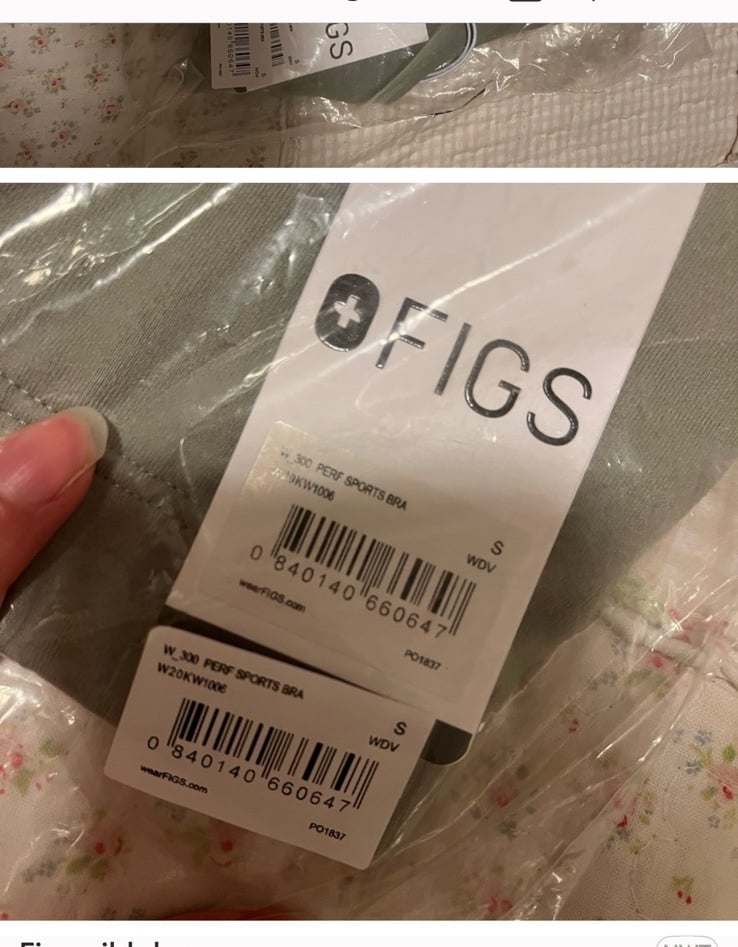 GS
FIGS
W_300 PERF SPORTS BRA
W20KW1006
S
WDV
0 840140 660647
wearFIGS.com
PO1837
W_300 PERF SPORTS BRA
W20KW1006
S
WDV
0 840140 660647
wearFIGS.com
PO1837